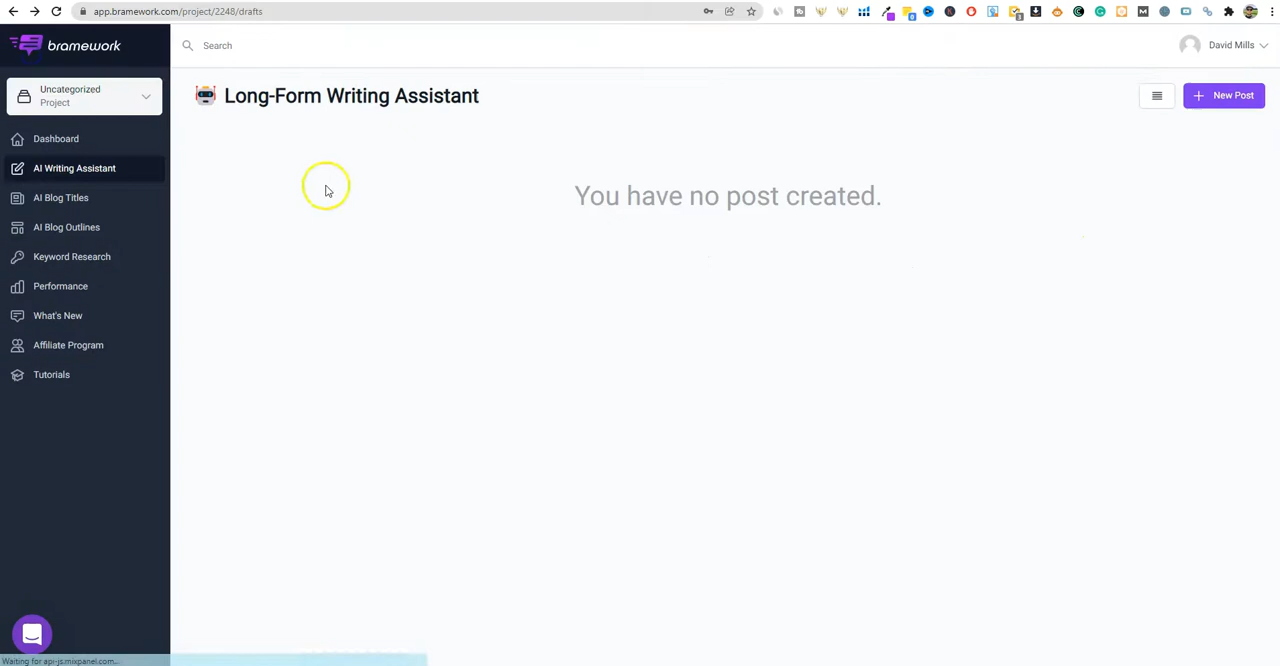 app.bramework.com/project/2248/drafts
bramework
Search
David Mills
Uncategorized
Project
Long-Form Writing Assistant
New Post
Dashboard
AI Writing Assistant
You have no post created.
AI Blog Titles
AI Blog Outlines
Keyword Research
Performance
What's New
Affiliate Program
Tutorials
Waiting for api-js.mixpanel.com...